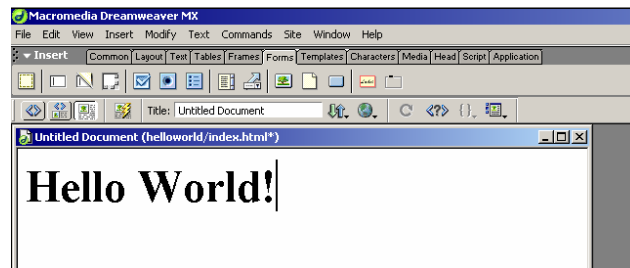 Macromedia Dreamweaver MX
File Edit View Insert Modify Text Commands Site Window Help
Insert Common Layout Text Tables Frames Forms Templates Characters Media Head Script Application
Title: Untitled Document
Untitled Document (helloworld/index.html*)
Hello World!